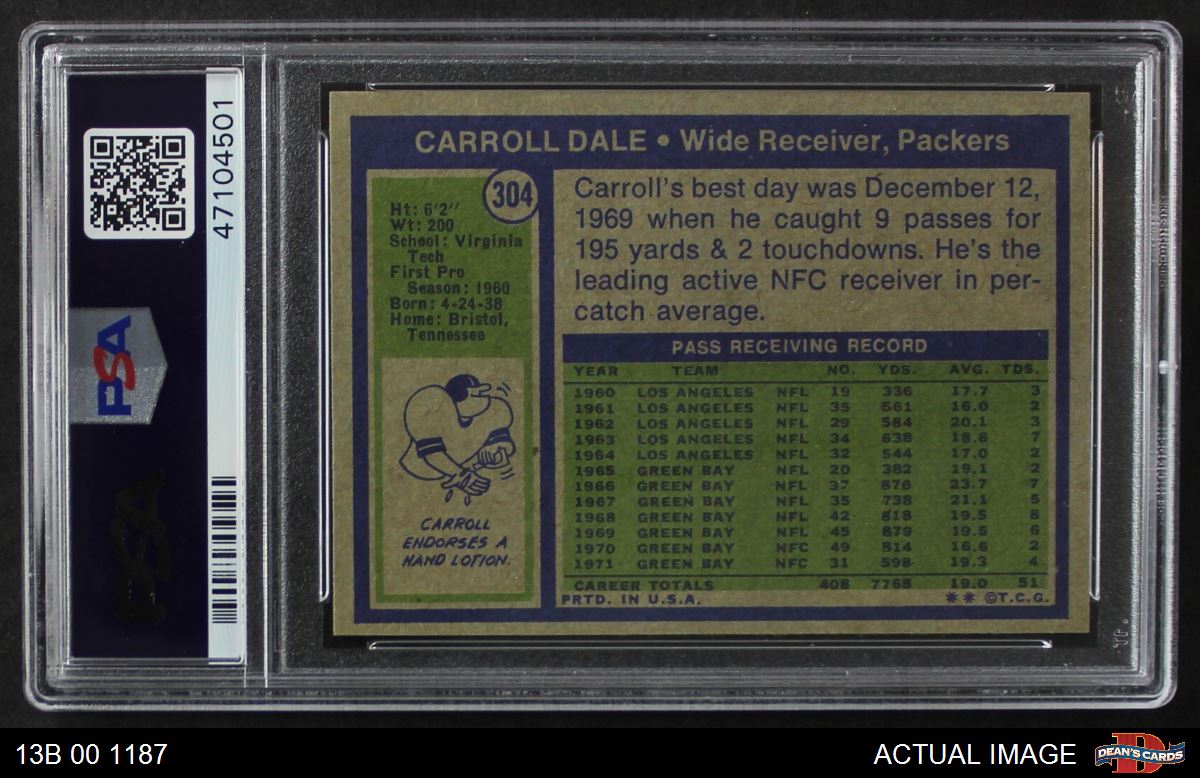 47104501
PSA
PSA
CARROLL DALE • Wide Receiver, Packers
304
Ht: 6'2"
Wt: 200
School: Virginia
Tech
First Pro
Season: 1960
Born: 4-24-38
Home: Bristol,
Tennessee
CARROLL
ENDORSES A
HAND LOTION.
Carroll's best day was December 12,
1969 when he caught 9 passes for
195 yards & 2 touchdowns. He's the
leading active NFC receiver in per-
catch average.
PASS RECEIVING RECORD
YEAR TEAM NO. YDS. AVG. TDS.
1960 LOS ANGELES NFL 19 336 17.7 3
1961 LOS ANGELES NFL 35 561 16.0 2
1962 LOS ANGELES NFL 29 584 20.1 3
1963 LOS ANGELES NFL 34 638 18.8 7
1964 LOS ANGELES NFL 32 544 17.0 2
1965 GREEN BAY NFL 20 382 19.1 2
1966 GREEN BAY NFL 37 876 23.7 7
1967 GREEN BAY NFL 35 738 21.1 5
1968 GREEN BAY NFL 42 818 19.5 8
1969 GREEN BAY NFL 45 879 19.5 6
1970 GREEN BAY NFC 49 814 16.6 2
1971 GREEN BAY NFC 31 598 19.3 4
CAREER TOTALS 408 7768 19.0 51
PRTD. IN U.S.A. ** ©T.C.G.
13B 00 1187
ACTUAL IMAGE
DEAN'S CARDS